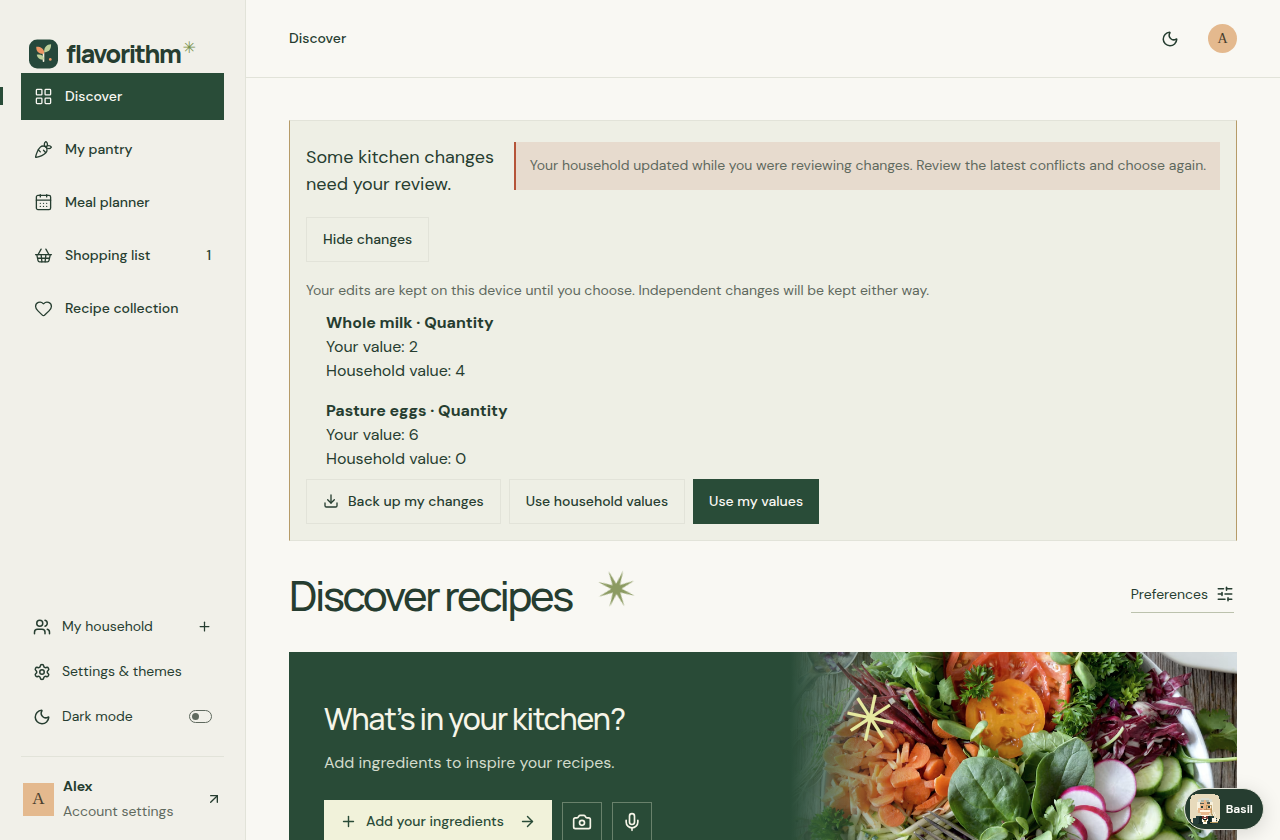 flavorithm
Discover
My pantry
Meal planner
Shopping list 1
Recipe collection
My household
Settings & themes
Dark mode
A Alex
Account settings
Discover
A
Some kitchen changes
need your review.
Your household updated while you were reviewing changes. Review the latest conflicts and choose again.
Hide changes
Your edits are kept on this device until you choose. Independent changes will be kept either way.
Whole milk · Quantity
Your value: 2
Household value: 4
Pasture eggs · Quantity
Your value: 6
Household value: 0
Back up my changes Use household values Use my values
Discover recipes
Preferences
What's in your kitchen?
Add ingredients to inspire your recipes.
Add your ingredients
Basil